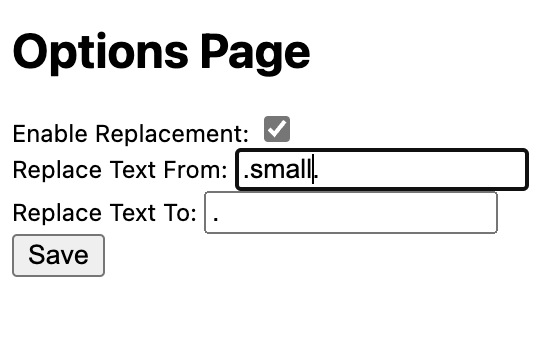 Options Page
Enable Replacement:
Replace Text From: .small.
Replace Text To: .
Save